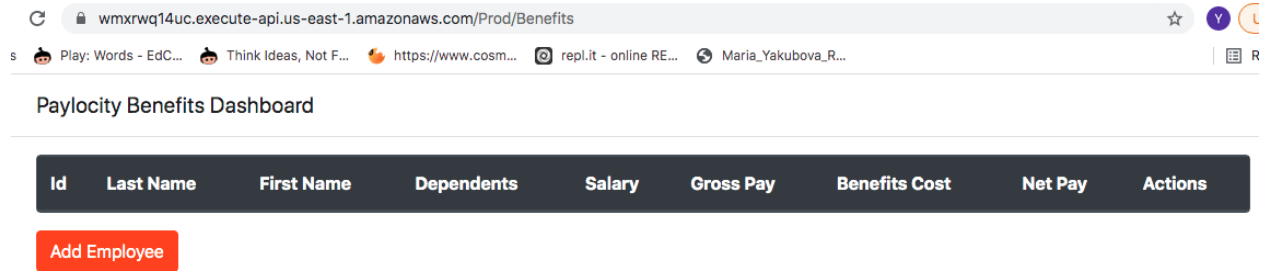 wmxrwq14uc.execute-api.us-east-1.amazonaws.com/Prod/Benefits Y
s Play: Words - EdC... Think Ideas, Not F... https://www.cosm... repl.it - online RE... Maria_Yakubova_R... R
Paylocity Benefits Dashboard
Id Last Name First Name Dependents Salary Gross Pay Benefits Cost Net Pay Actions
Add Employee